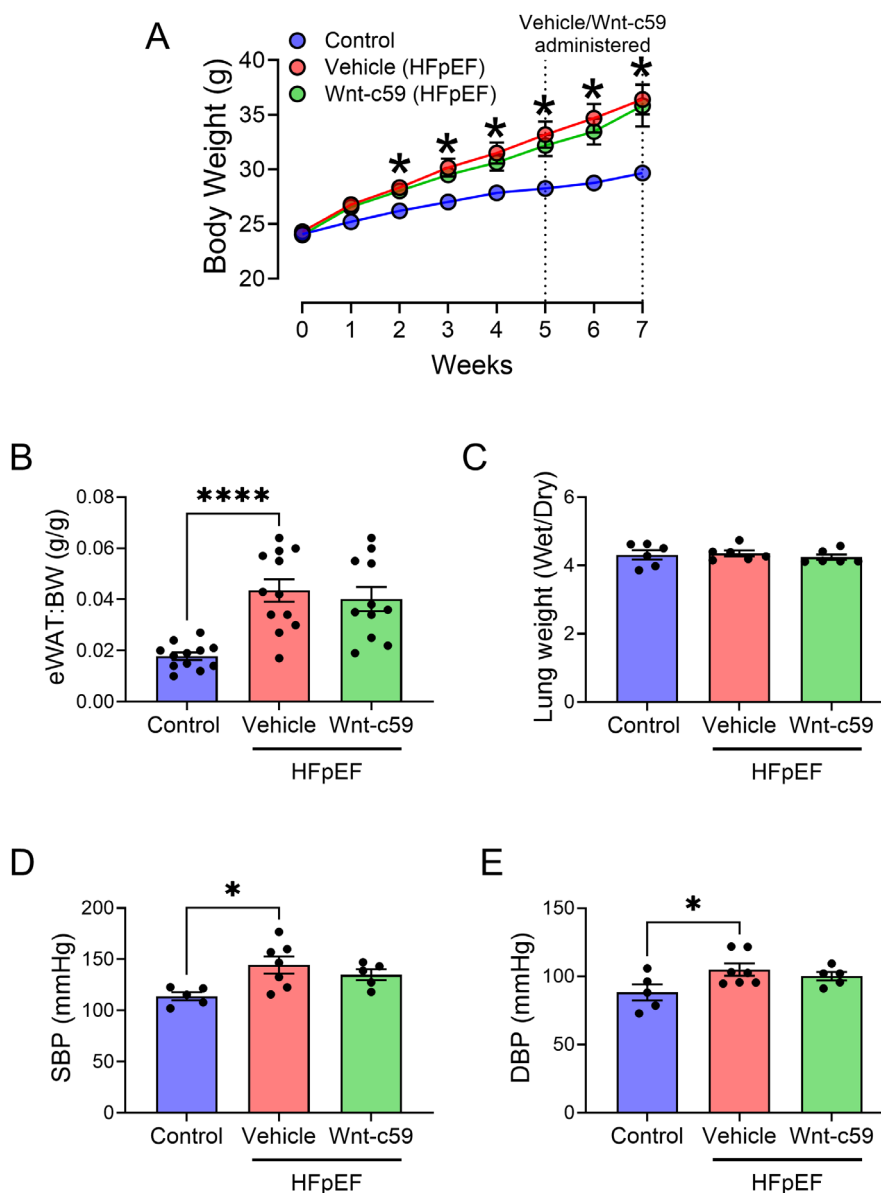 A
Vehicle/Wnt-c59
administered
Control
Vehicle (HFpEF)
Wnt-c59 (HFpEF)
Body Weight (g)
40
35
30
25
20
* * * * * *
0 1 2 3 4 5 6 7
Weeks
B
eWAT:BW (g/g)
0.08
0.06
0.04
0.02
0.00
****
Control Vehicle Wnt-c59
HFpEF
C
Lung weight (Wet/Dry)
6
4
2
0
Control Vehicle Wnt-c59
HFpEF
D
SBP (mmHg)
200
150
100
50
0
*
Control Vehicle Wnt-c59
HFpEF
E
DBP (mmHg)
150
100
50
0
*
Control Vehicle Wnt-c59
HFpEF